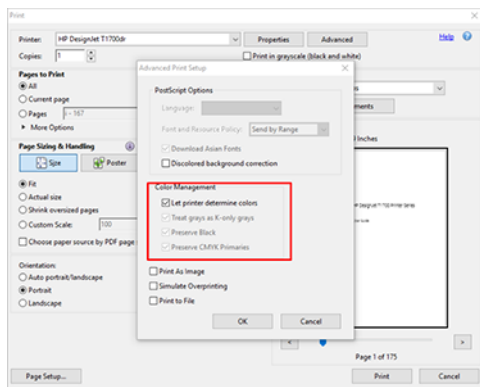 Print
Printer: HP DesignJet T1700dr Properties Advanced Help
Copies: 1 Print in grayscale (black and white)
Pages to Print
All
Current page
Pages 1 - 167
More Options
Page Sizing & Handling
Size Poster
Fit
Actual size
Shrink oversized pages
Custom Scale: 100
Choose paper source by PDF page
Orientation:
Auto portrait/landscape
Portrait
Landscape
Page Setup...
Advanced Print Setup
PostScript Options
Language:
Font and Resource Policy: Send by Range
Download Asian Fonts
Discolored background correction
Color Management
Let printer determine colors
Treat grays as K-only grays
Preserve Black
Preserve CMYK Primaries
Print As Image
Simulate Overprinting
Print to File
OK Cancel
Inches
Page 1 of 175
Print Cancel